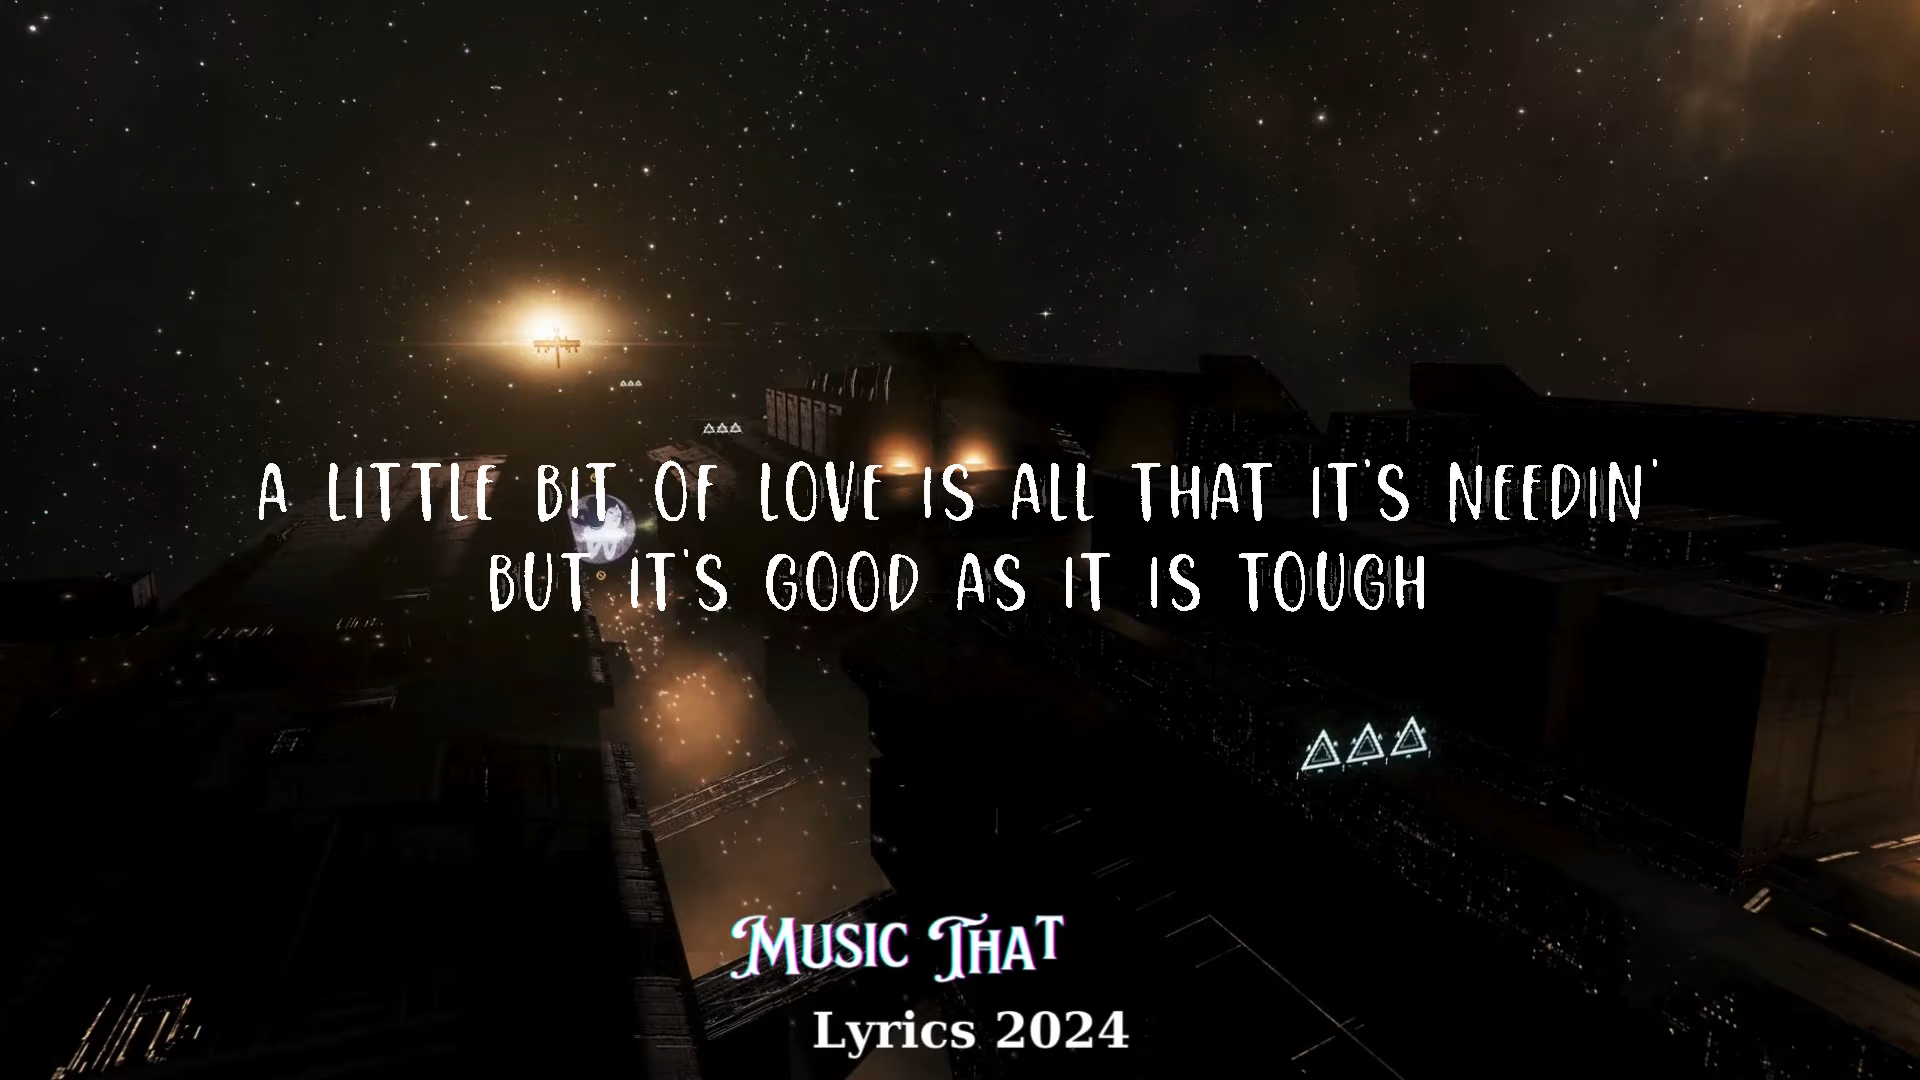 A LITTLE BIT OF LOVE IS ALL THAT IT'S NEEDIN'
BUT IT'S GOOD AS IT IS TOUGH
MUSIC THAT
Lyrics 2024